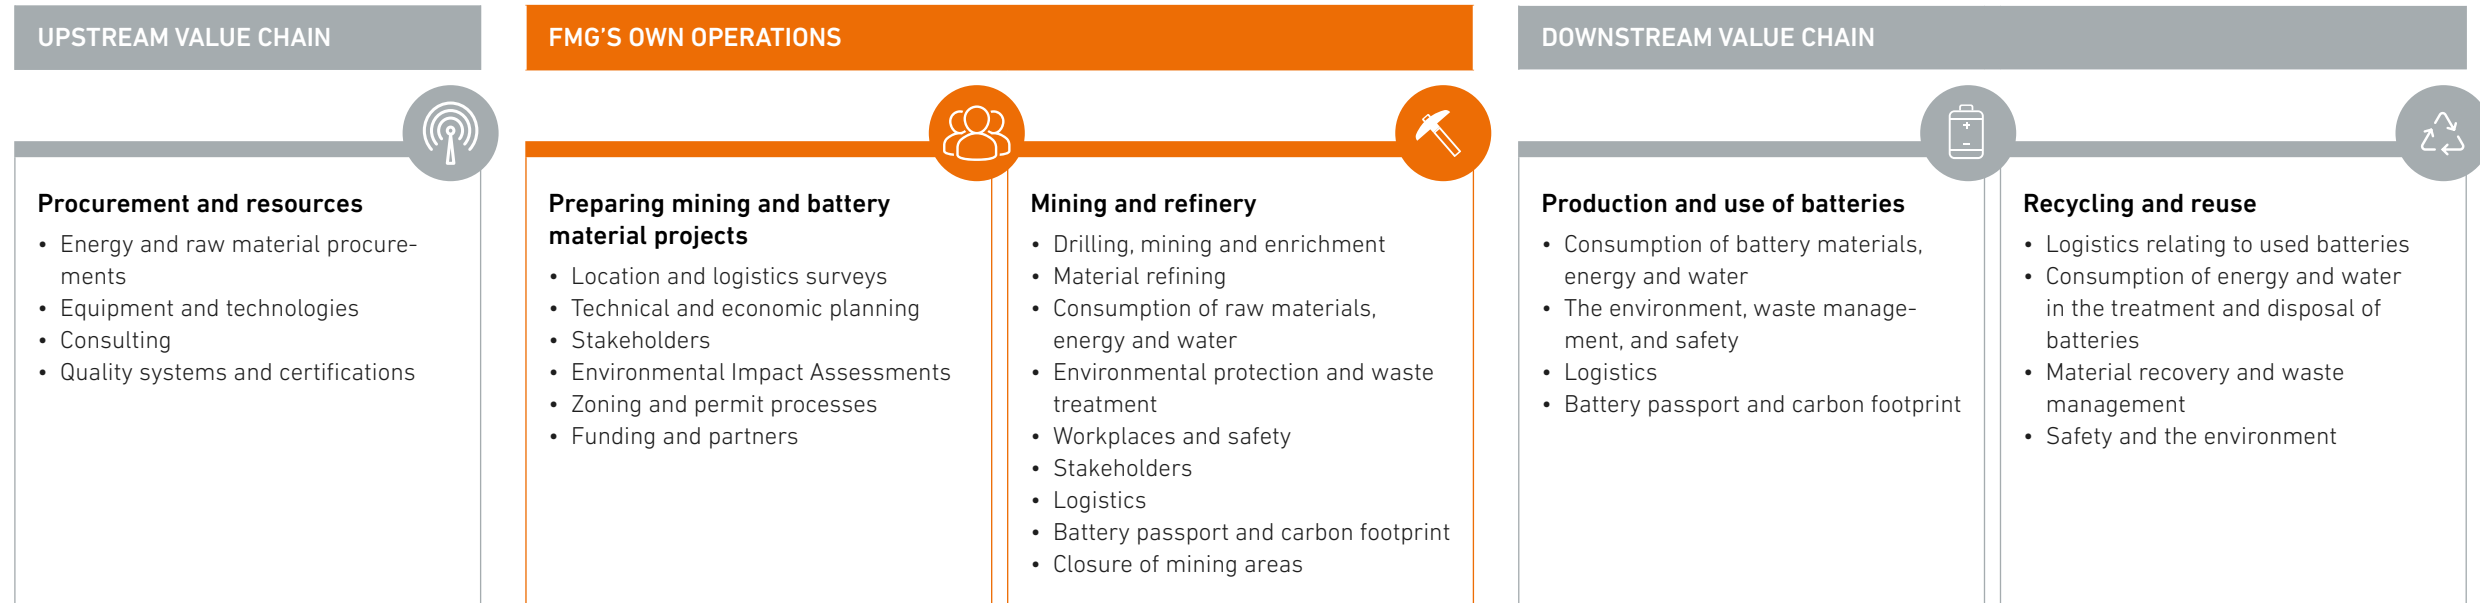 UPSTREAM VALUE CHAIN
Procurement and resources
• Energy and raw material procure-
ments
• Equipment and technologies
• Consulting
• Quality systems and certifications
FMG'S OWN OPERATIONS
Preparing mining and battery
material projects
• Location and logistics surveys
• Technical and economic planning
• Stakeholders
• Environmental Impact Assessments
• Zoning and permit processes
• Funding and partners
Mining and refinery
• Drilling, mining and enrichment
• Material refining
• Consumption of raw materials,
energy and water
• Environmental protection and waste
treatment
• Workplaces and safety
• Stakeholders
• Logistics
• Battery passport and carbon footprint
• Closure of mining areas
DOWNSTREAM VALUE CHAIN
Production and use of batteries
• Consumption of battery materials,
energy and water
• The environment, waste manage-
ment, and safety
• Logistics
• Battery passport and carbon footprint
Recycling and reuse
• Logistics relating to used batteries
• Consumption of energy and water
in the treatment and disposal of
batteries
• Material recovery and waste
management
• Safety and the environment